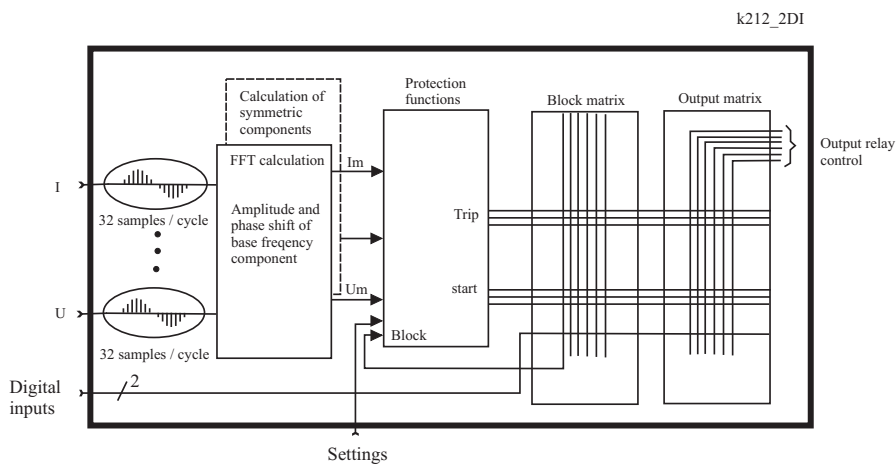 k212_2DI
Protection
functions
Calculation of
symmetric
components
Block matrix
Output matrix
FFT calculation
Im
Output relay
control
I
32 samples / cycle
Amplitude and
phase shift of
base freqency
component
Trip
Um
start
U
Block
32 samples / cycle
2
Digital
inputs
Settings